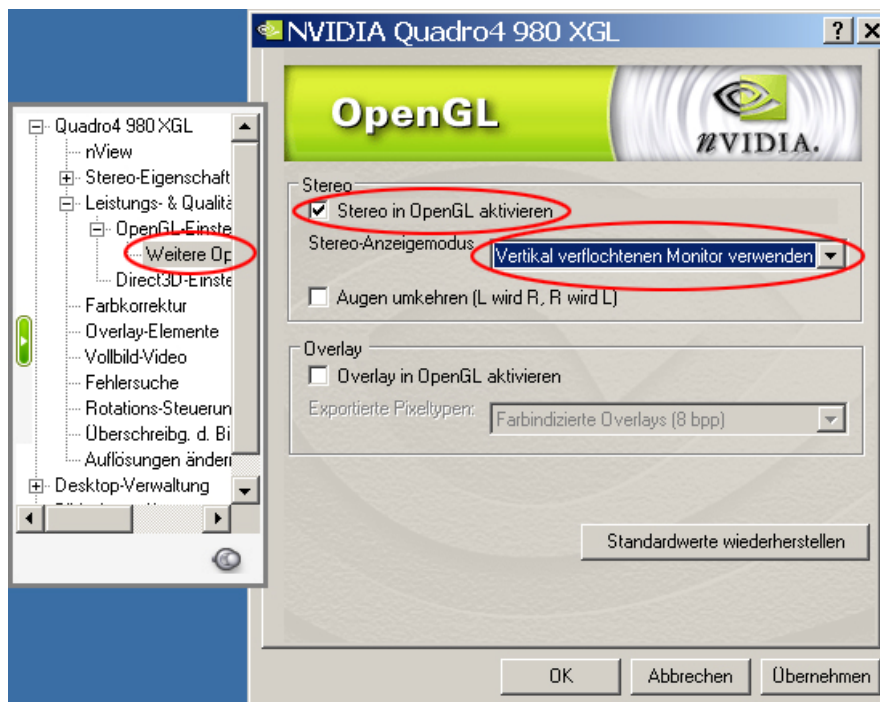 NVIDIA Quadro4 980 XGL
OpenGL
nVIDIA.
Quadro4 980 XGL
nView
Stereo-Eigenschaft
Leistungs- & Qualitä
OpenGL-Einste
Weitere Op
Direct3D-Einste
Farbkorrektur
Overlay-Elemente
Vollbild-Video
Fehlersuche
Rotations-Steuerun
Überschreibg. d. Bi
Auflösungen änderi
Desktop-Verwaltung
Stereo
Stereo in OpenGL aktivieren
Stereo-Anzeigemodus
Vertikal verflochtenen Monitor verwenden
Augen umkehren (L wird R, R wird L)
Overlay
Overlay in OpenGL aktivieren
Exportierte Pixeltypen:
Farbindizierte Overlays (8 bpp)
Standardwerte wiederherstellen
OK
Abbrechen
Übernehmen